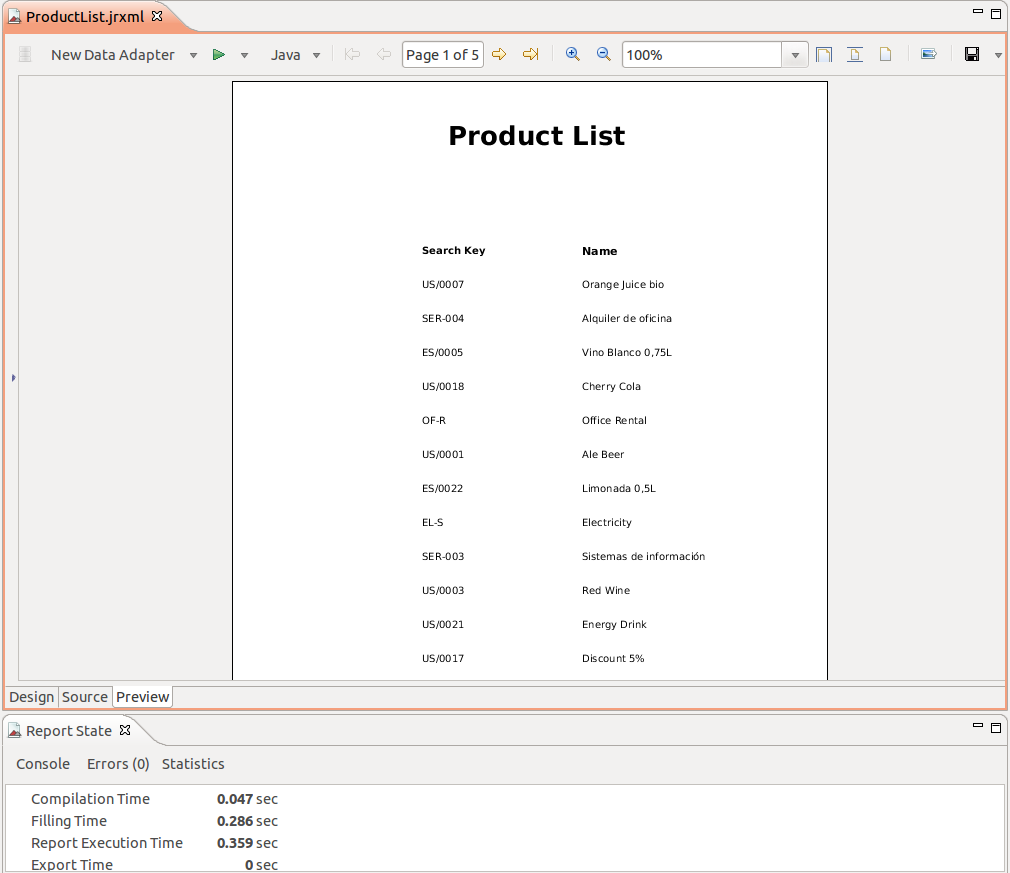 ProductList.jrxml
New Data Adapter Java Page 1 of 5 100%
Product List
Search Key Name
US/0007 Orange Juice bio
SER-004 Alquiler de oficina
ES/0005 Vino Blanco 0,75L
US/0018 Cherry Cola
OF-R Office Rental
US/0001 Ale Beer
ES/0022 Limonada 0,5L
EL-S Electricity
SER-003 Sistemas de información
US/0003 Red Wine
US/0021 Energy Drink
US/0017 Discount 5%
Design Source Preview
Report State
Console Errors (0) Statistics
Compilation Time 0.047 sec
Filling Time 0.286 sec
Report Execution Time 0.359 sec
Export Time 0 sec